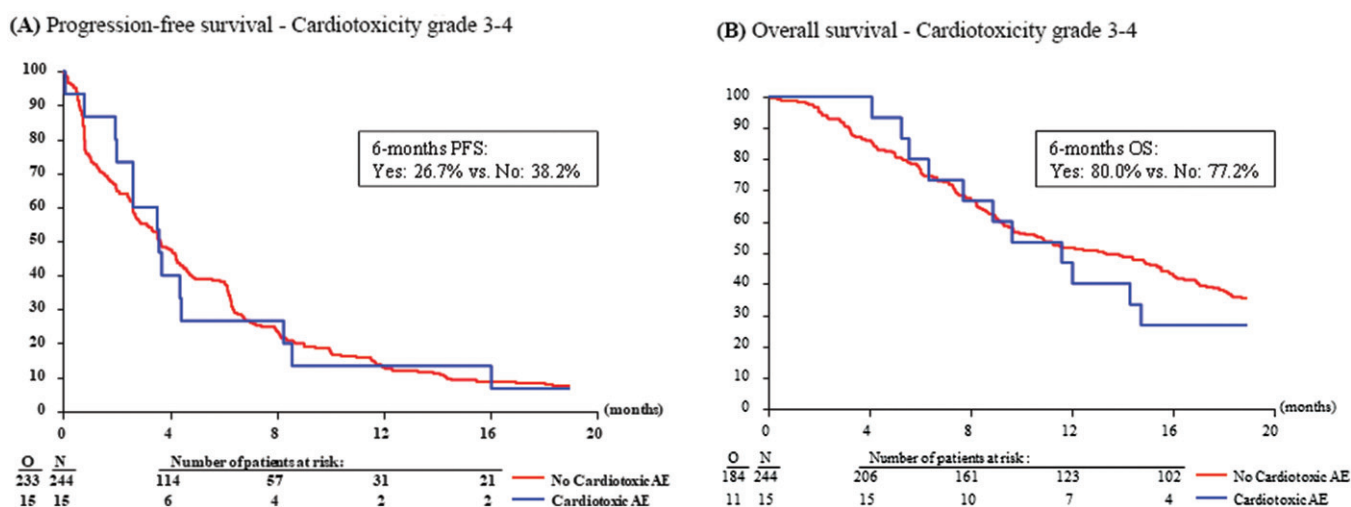 (A) Progression-free survival - Cardiotoxicity grade 3-4
100
90
80
70
60
50
40
30
20
10
0
6-months PFS:
Yes: 26.7% vs. No: 38.2%
(months)
0 4 8 12 16 20
O N Number of patients at risk:
233 244 114 57 31 21 No Cardiotoxic AE
15 15 6 4 2 2 Cardiotoxic AE
(B) Overall survival - Cardiotoxicity grade 3-4
100
90
80
70
60
50
40
30
20
10
0
6-months OS:
Yes: 80.0% vs. No: 77.2%
(months)
0 4 8 12 16 20
O N Number of patients at risk :
184 244 206 161 123 102 No Cardiotoxic AE
11 15 15 10 7 4 Cardiotoxic AE